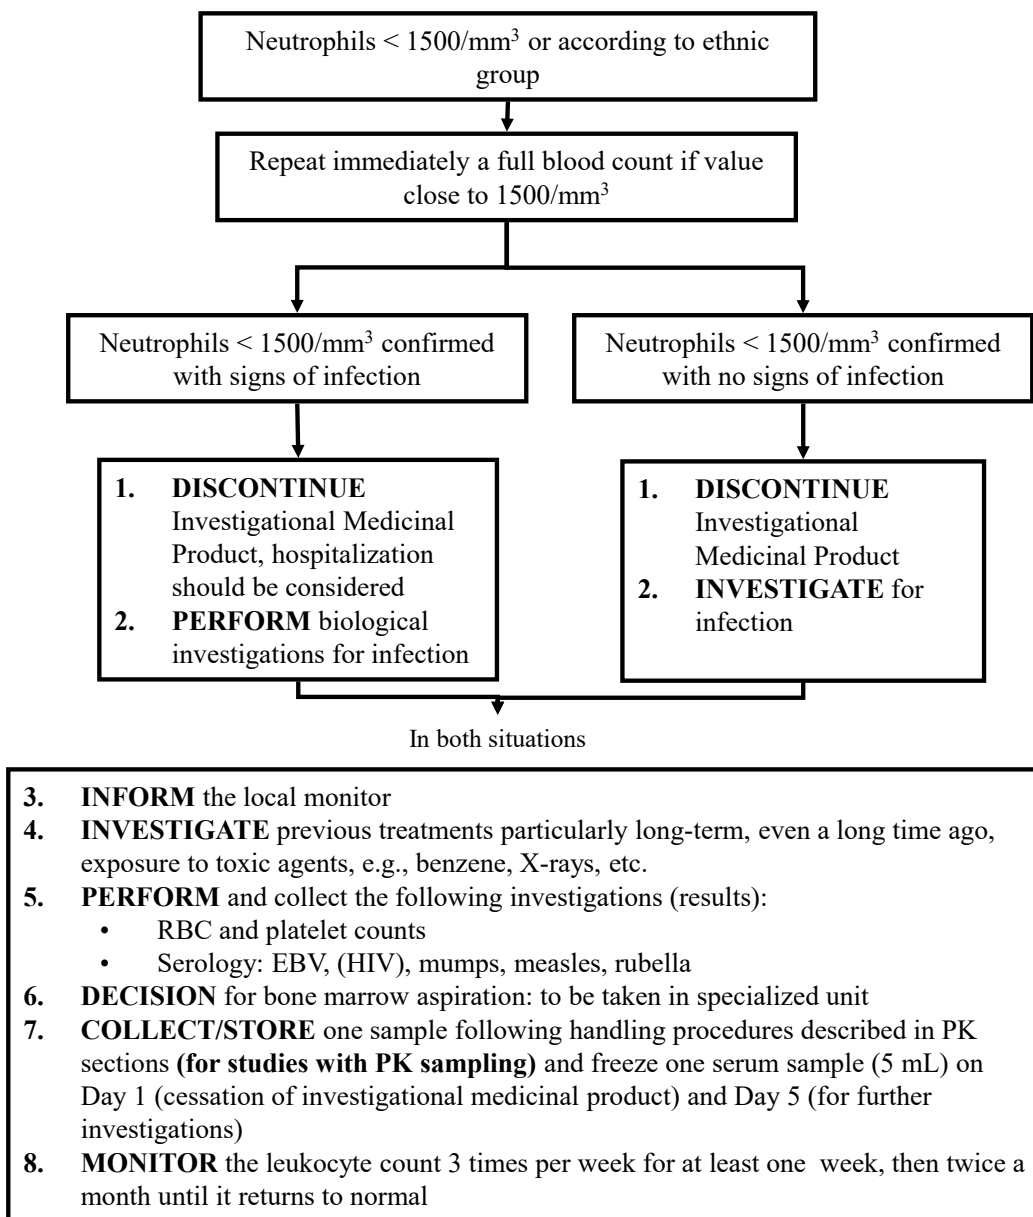 Neutrophils < 1500/mm³ or according to ethnic
group
Repeat immediately a full blood count if value
close to 1500/mm³
Neutrophils < 1500/mm³ confirmed
with signs of infection
Neutrophils < 1500/mm³ confirmed
with no signs of infection
1. DISCONTINUE
Investigational Medicinal
Product, hospitalization
should be considered
2. PERFORM biological
investigations for infection
1. DISCONTINUE
Investigational
Medicinal Product
2. INVESTIGATE for
infection
In both situations
3. INFORM the local monitor
4. INVESTIGATE previous treatments particularly long-term, even a long time ago,
exposure to toxic agents, e.g., benzene, X-rays, etc.
5. PERFORM and collect the following investigations (results):
• RBC and platelet counts
• Serology: EBV, (HIV), mumps, measles, rubella
6. DECISION for bone marrow aspiration: to be taken in specialized unit
7. COLLECT/STORE one sample following handling procedures described in PK
sections (for studies with PK sampling) and freeze one serum sample (5 mL) on
Day 1 (cessation of investigational medicinal product) and Day 5 (for further
investigations)
8. MONITOR the leukocyte count 3 times per week for at least one week, then twice a
month until it returns to normal